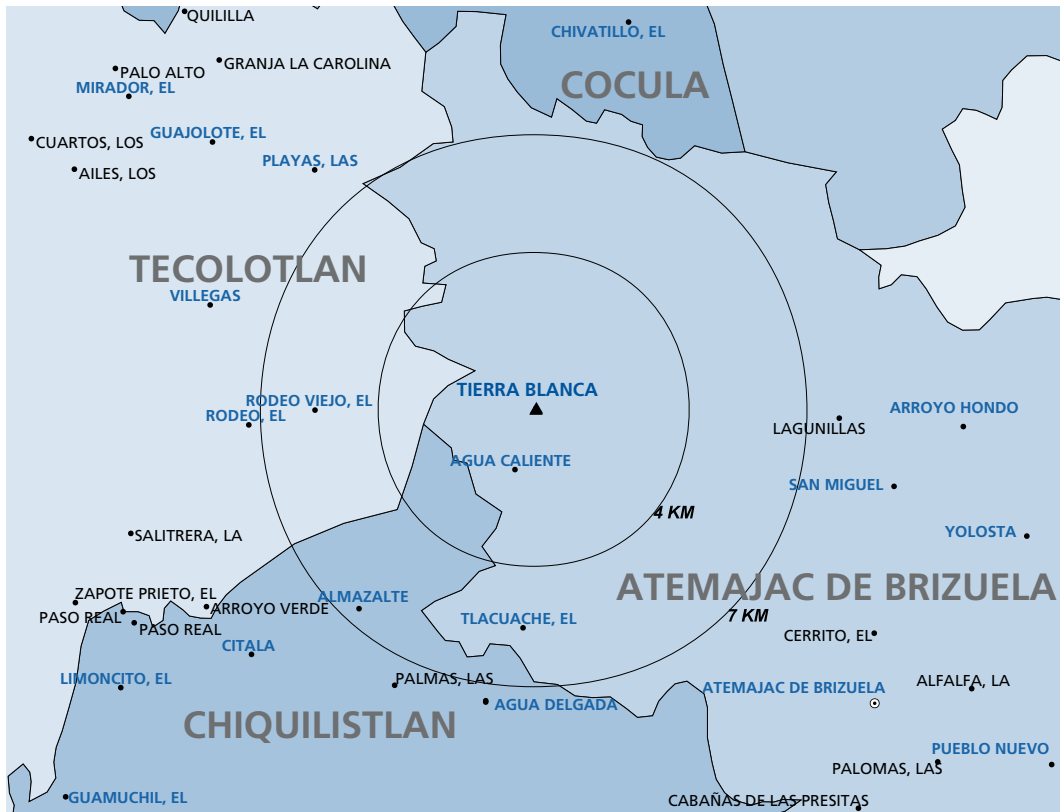 QUILILLA
CHIVATILLO, EL
GRANJA LA CAROLINA
PALO ALTO
MIRADOR, EL
COCULA
GUAJOLOTE, EL
CUARTOS, LOS
PLAYAS, LAS
AILES, LOS
TECOLOTLAN
VILLEGAS
TIERRA BLANCA
RODEO VIEJO, EL
RODEO, EL
ARROYO HONDO
LAGUNILLAS
AGUA CALIENTE
SAN MIGUEL
4 KM
YOLOSTA
SALITRERA, LA
ATEMAJAC DE BRIZUELA
ZAPOTE PRIETO, EL
ALMAZALTE
ARROYO VERDE
PASO REAL
PASO REAL
7 KM
TLACUACHE, EL
CERRITO, EL
CITALA
LIMONCITO, EL
PALMAS, LAS
ATEMAJAC DE BRIZUELA
ALFALFA, LA
AGUA DELGADA
CHIQUILISTLAN
PUEBLO NUEVO
PALOMAS, LAS
GUAMUCHIL, EL
CABAÑAS DE LAS PRESITAS